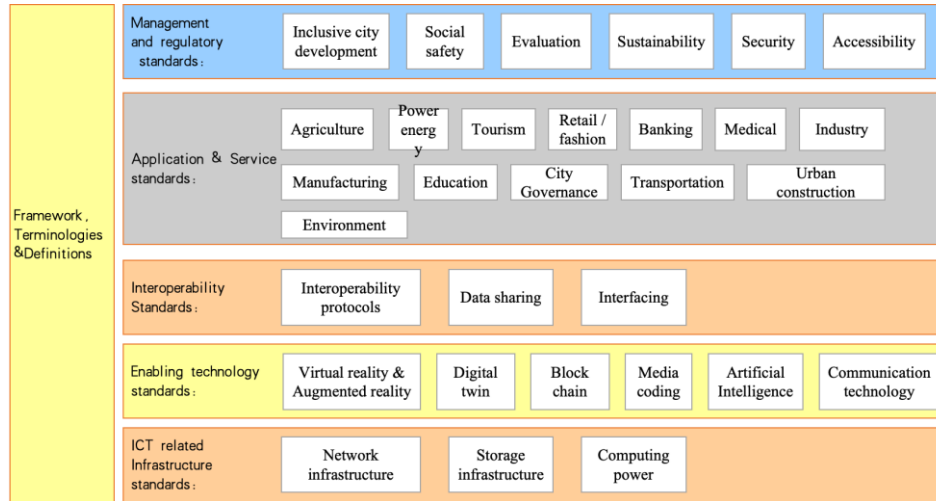 Framework,
Terminologies
&Definitions
Management
and regulatory
standards:
Inclusive city
development
Social
safety
Evaluation
Sustainability
Security
Accessibility
Application & Service
standards:
Agriculture
Power
energ
y
Tourism
Retail /
fashion
Banking
Medical
Industry
Manufacturing
Education
City
Governance
Transportation
Urban
construction
Environment
Interoperability
Standards:
Interoperability
protocols
Data sharing
Interfacing
Enabling technology
standards:
Virtual reality &
Augmented reality
Digital
twin
Block
chain
Media
coding
Artificial
Intelligence
Communication
technology
ICT related
Infrastructure
standards:
Network
infrastructure
Storage
infrastructure
Computing
power